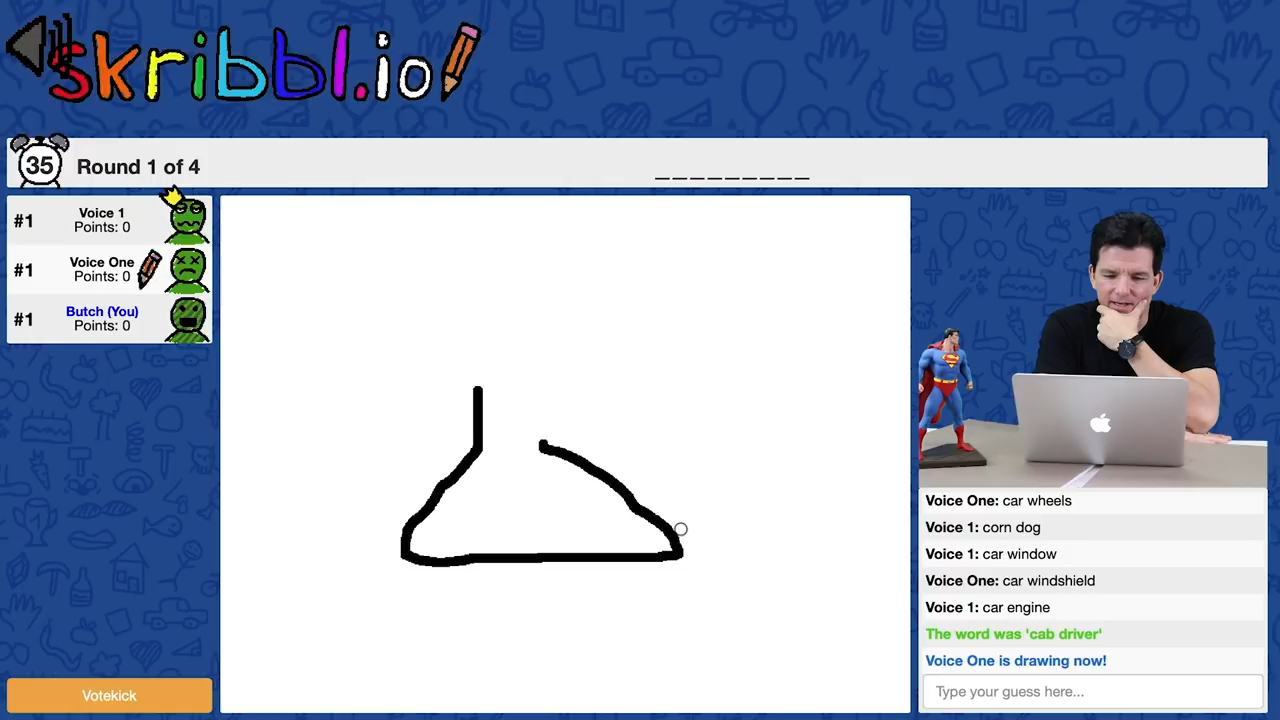 skribbl.io
35
Round 1 of 4
_________
#1
Voice 1
Points: 0
#1
Voice One
Points: 0
#1
Butch (You)
Points: 0
Votekick
Voice One: car wheels
Voice 1: corn dog
Voice 1: car window
Voice One: car windshield
Voice 1: car engine
The word was 'cab driver'
Voice One is drawing now!
Type your guess here...